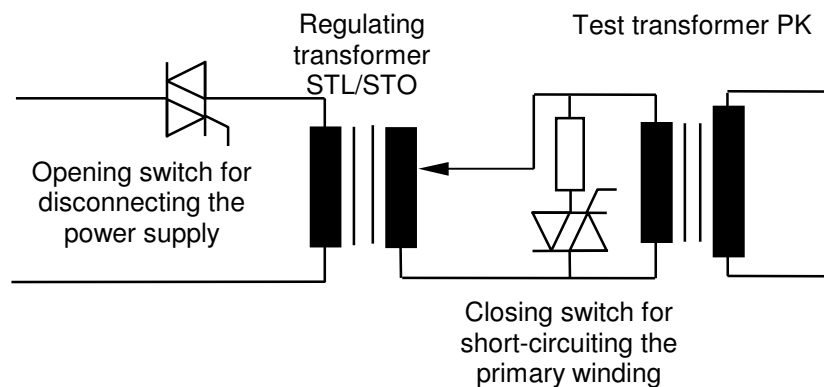 Regulating
transformer
STL/STO
Test transformer PK
Opening switch for
disconnecting the
power supply
Closing switch for
short-circuiting the
primary winding